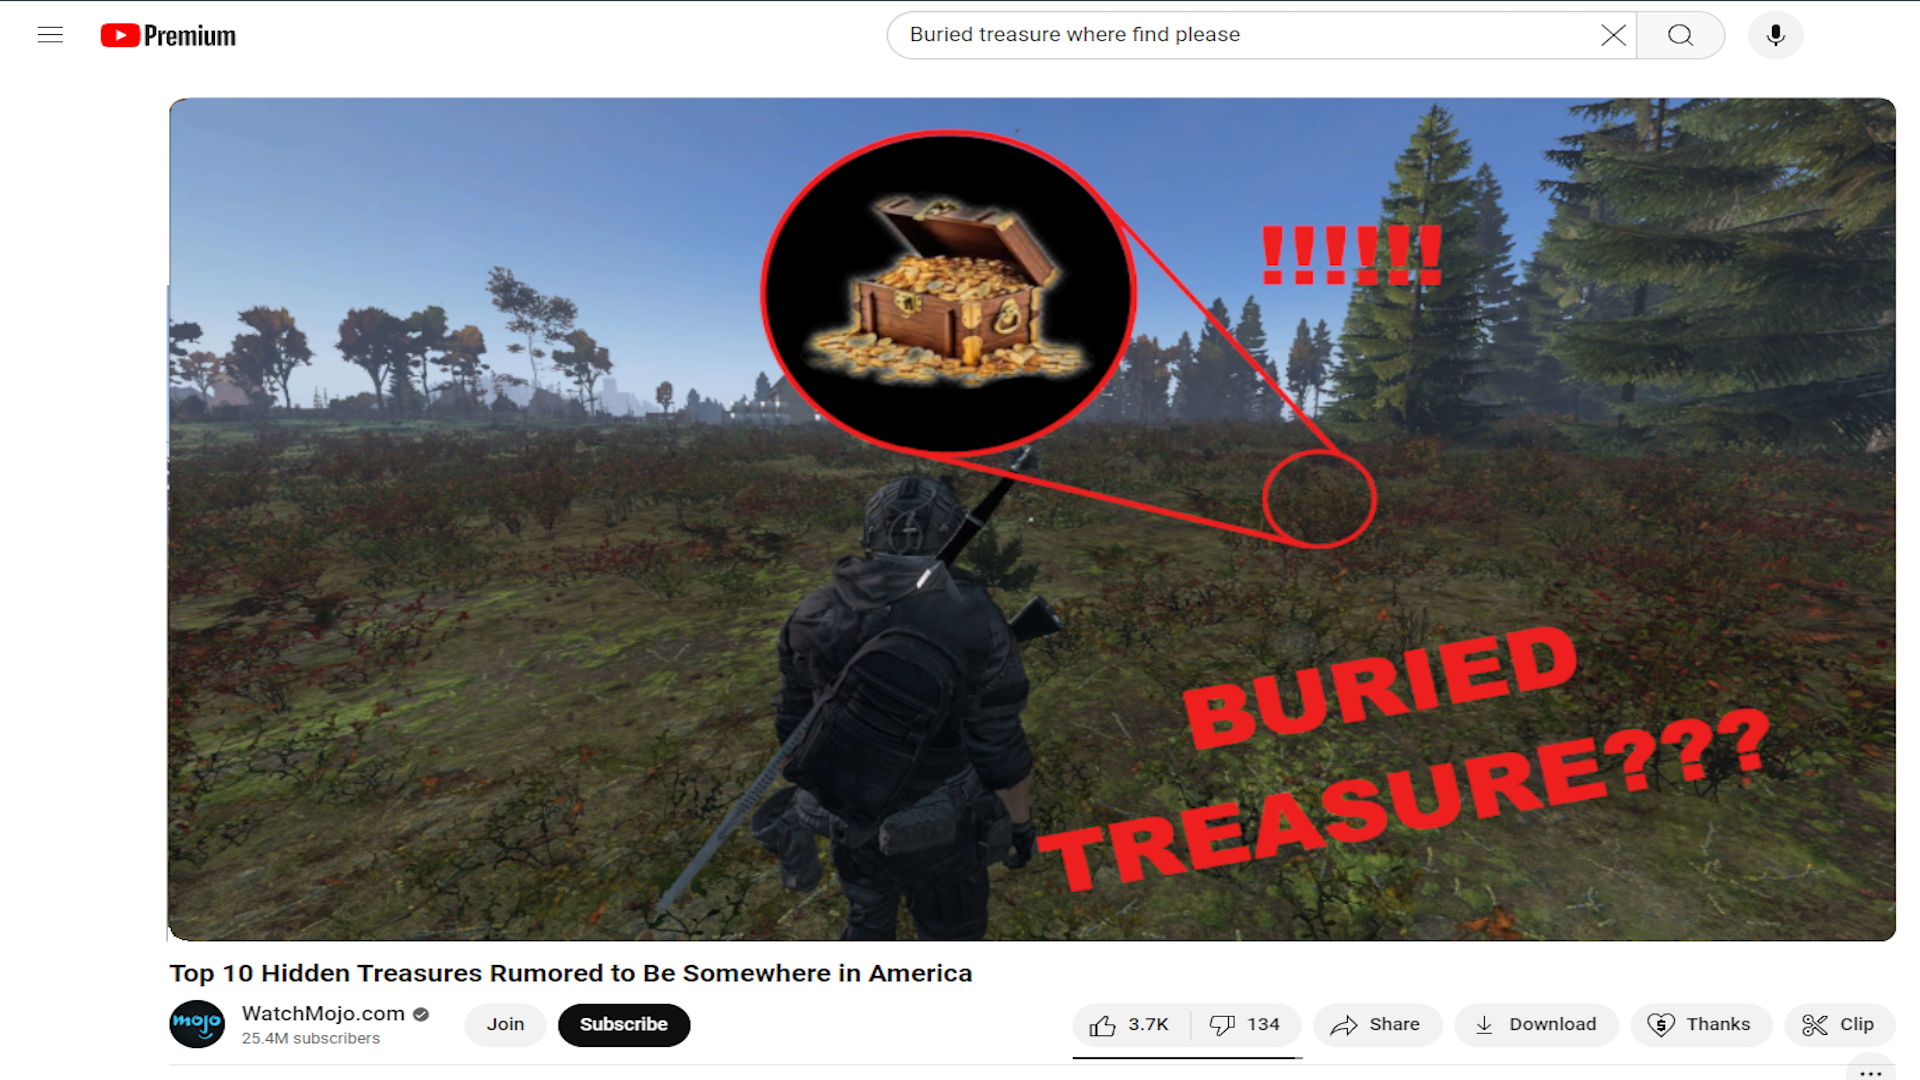 Premium
Buried treasure where find please
!!!!!!
BURIED
TREASURE???
Top 10 Hidden Treasures Rumored to Be Somewhere in America
mojo
WatchMojo.com
25.4M subscribers
Join
Subscribe
3.7K
134
Share
Download
Thanks
Clip